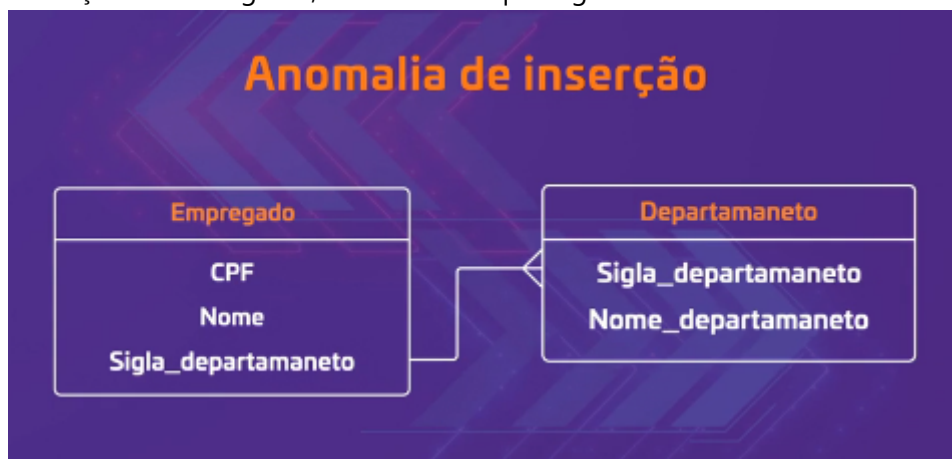 Anomalia de inserção
Empregado
CPF
Nome
Sigla_departamaneto
Departamaneto
Sigla_departamaneto
Nome_departamaneto